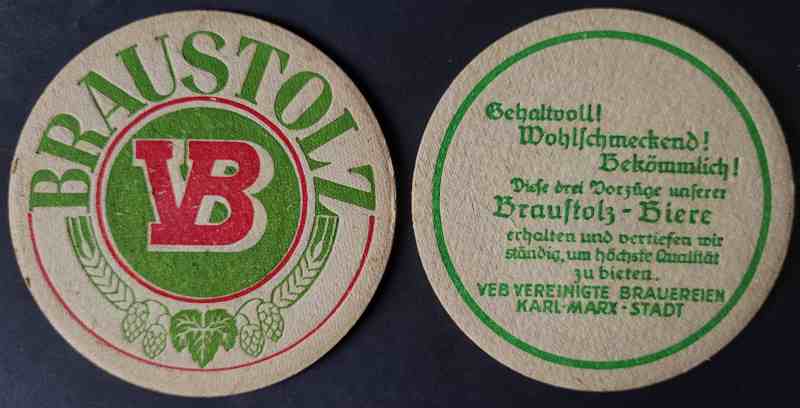 BRAUSTOLZ
VB
Gehaltvoll!
Wohlſchmeckend!
Bekömmlich!
Dieſe drei Vorzüge unſerer
Brauſtolz-Biere
erhalten und vertiefen wir
ſtändig, um höchſte Qualität
zu bieten.
VEB VEREINIGTE BRAUEREIEN
KARL-MARX-STADT